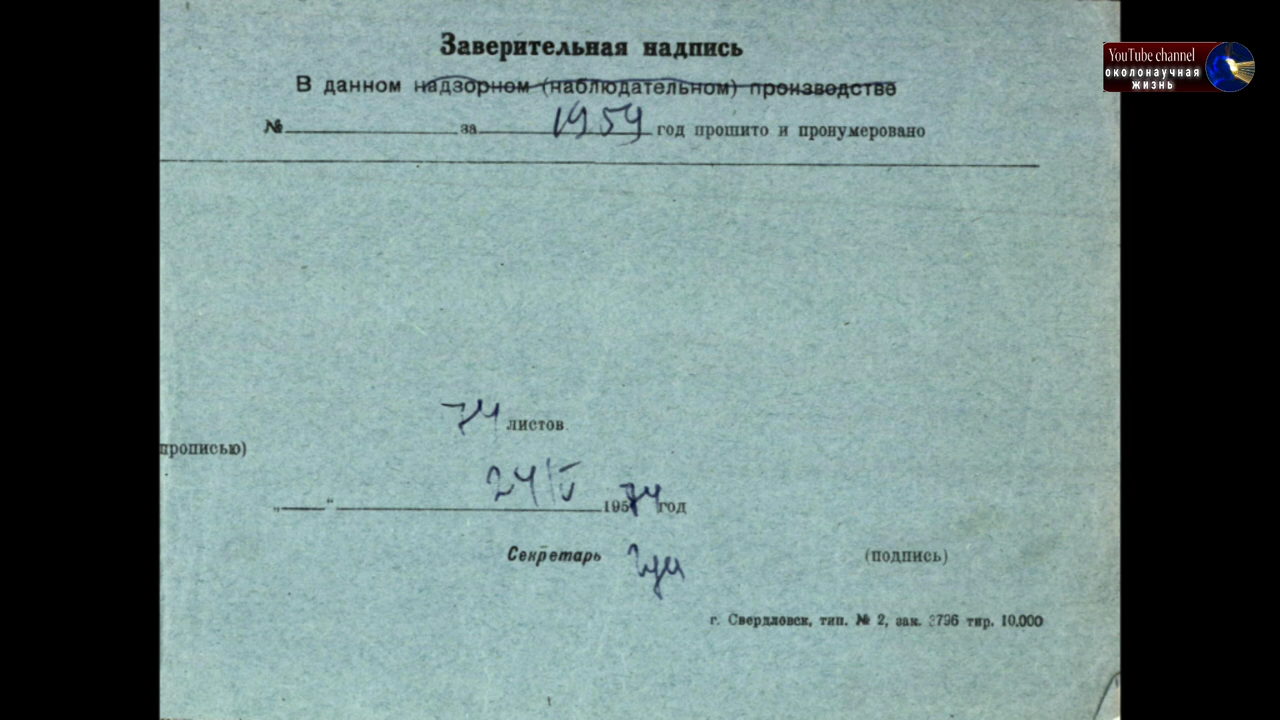 Заверительная надпись
В данном надзорном (наблюдательном) производстве
№ за 1959 год прошито и пронумеровано
74 листов
прописью)
24/V
„ “ 1974 год
Секретарь (подпись)
г. Свердловск, тип. № 2, зак. 3796 тир. 10.000
YouTube channel
околонаучная
жизнь